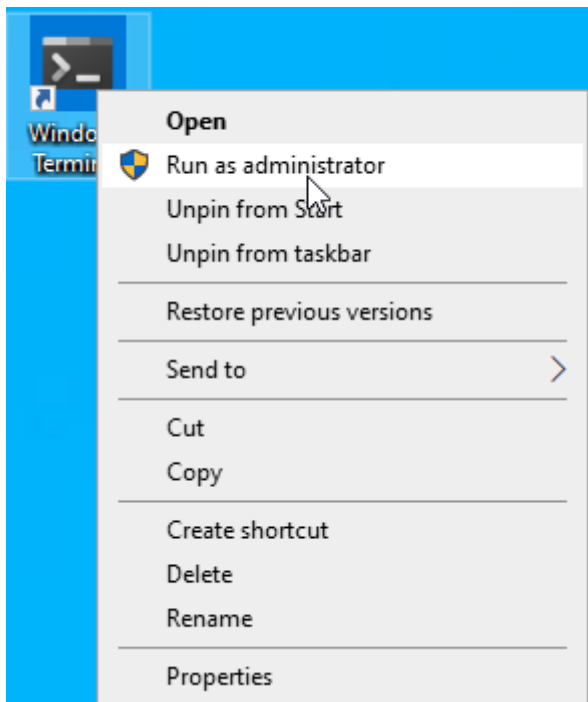 Windo
Termin
Open
Run as administrator
Unpin from Start
Unpin from taskbar
Restore previous versions
Send to
Cut
Copy
Create shortcut
Delete
Rename
Properties